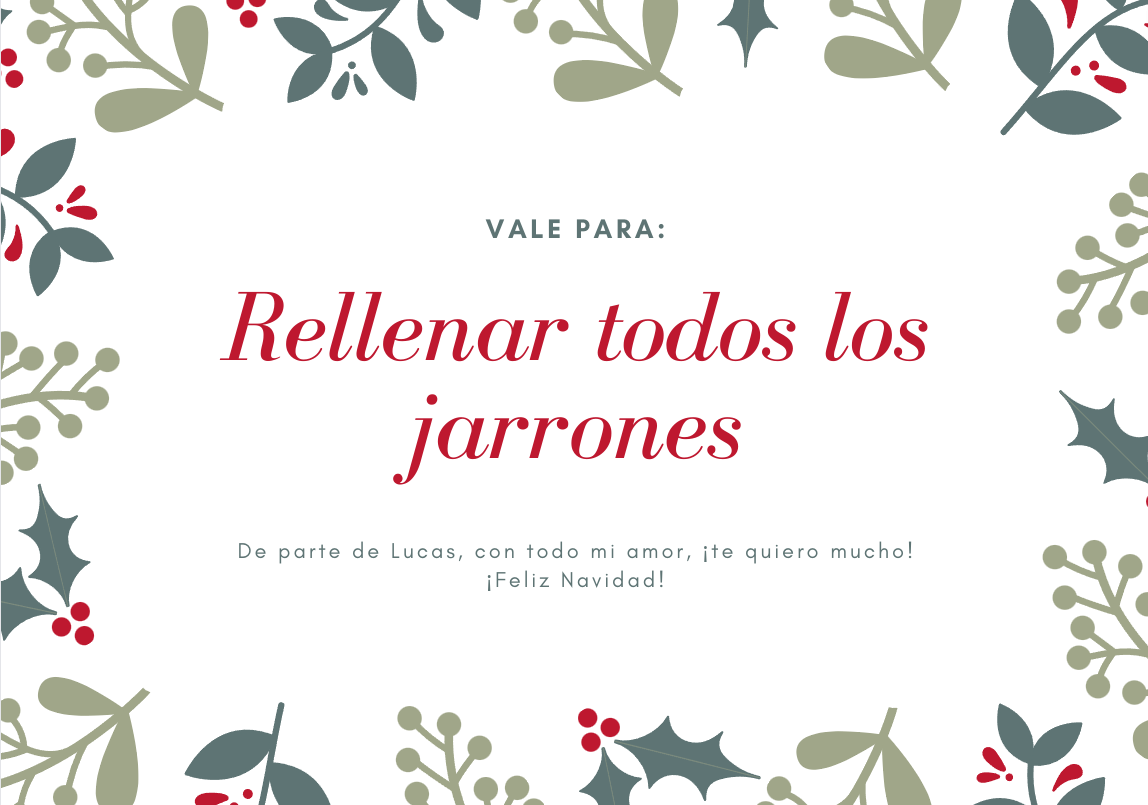 VALE PARA:
Rellenar todos los
jarrones
De parte de Lucas, con todo mi amor, ¡te quiero mucho!
¡Feliz Navidad!